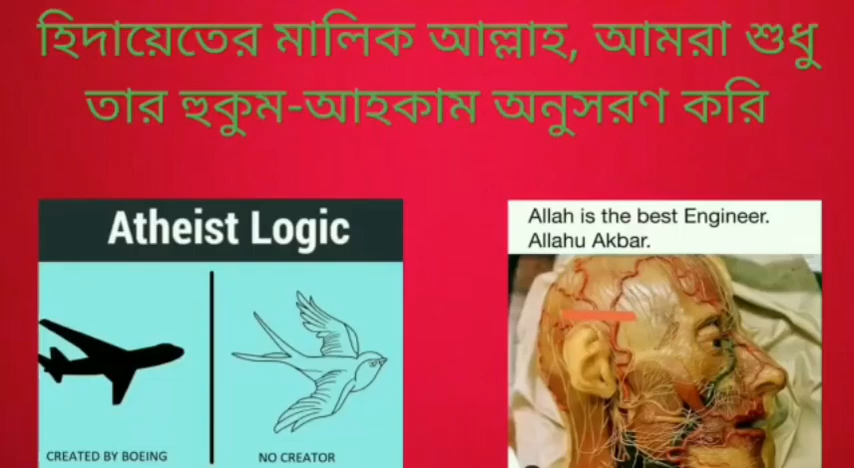 হিদায়েতের মালিক আল্লাহ, আমরা শুধু
তার হুকুম-আহকাম অনুসরণ করি
Atheist Logic
CREATED BY BOEING
NO CREATOR
Allah is the best Engineer.
Allahu Akbar.